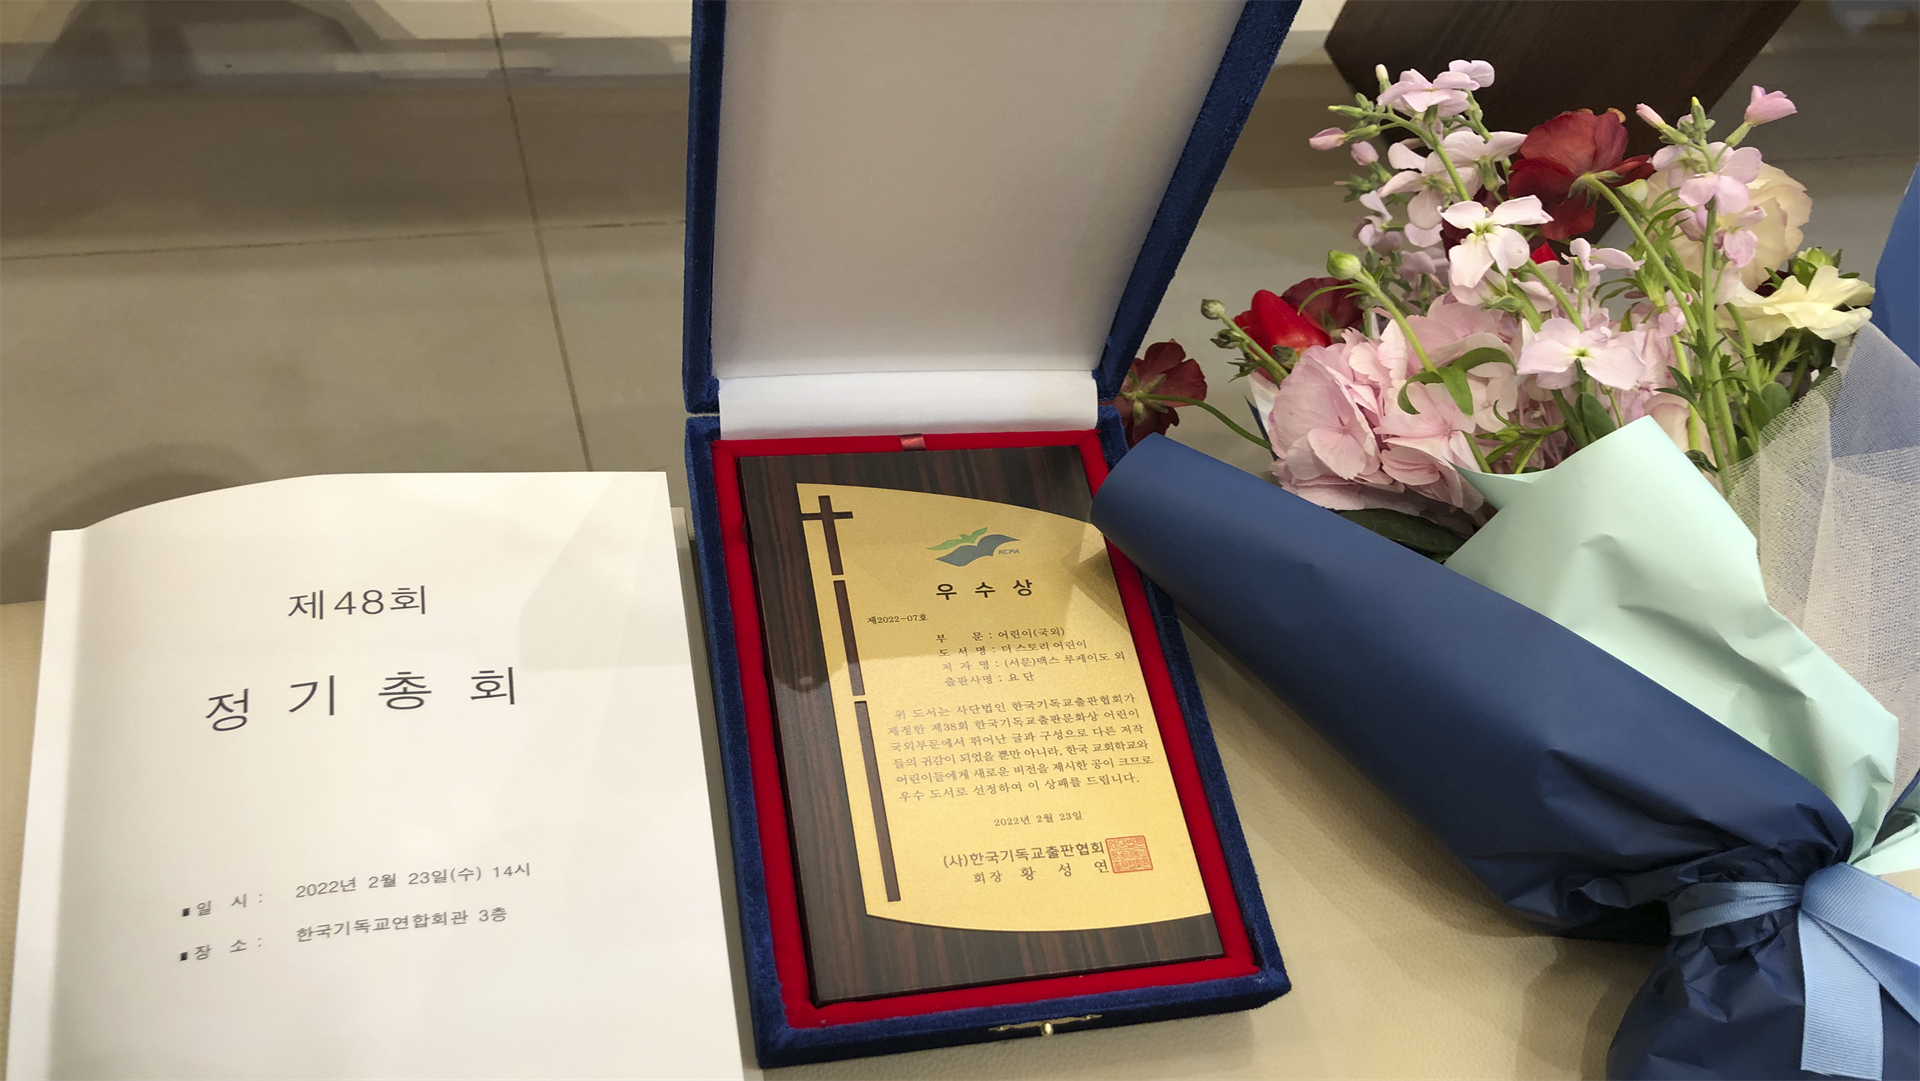 제48회
정 기 총 회
■일 시 : 2022년 2월 23일(수) 14시
■장 소 : 한국기독교연합회관 3층
KCPA
우 수 상
제2022-07호
부 문 : 어린이(국외)
도 서 명 : 더 스토리 어린이
저 자 명 : (서문)맥스 루케이도 외
출판사명 : 요 단
위 도서는 사단법인 한국기독교출판협회가
제정한 제38회 한국기독교출판문화상 어린이
국외부문에서 뛰어난 글과 구성으로 다른 저작
들의 귀감이 되었을 뿐만 아니라, 한국 교회학교와
어린이들에게 새로운 비전을 제시한 공이 크므로
우수 도서로 선정하여 이 상패를 드립니다.
2022년 2월 23일
(사)한국기독교출판협회
회장 황 성 연